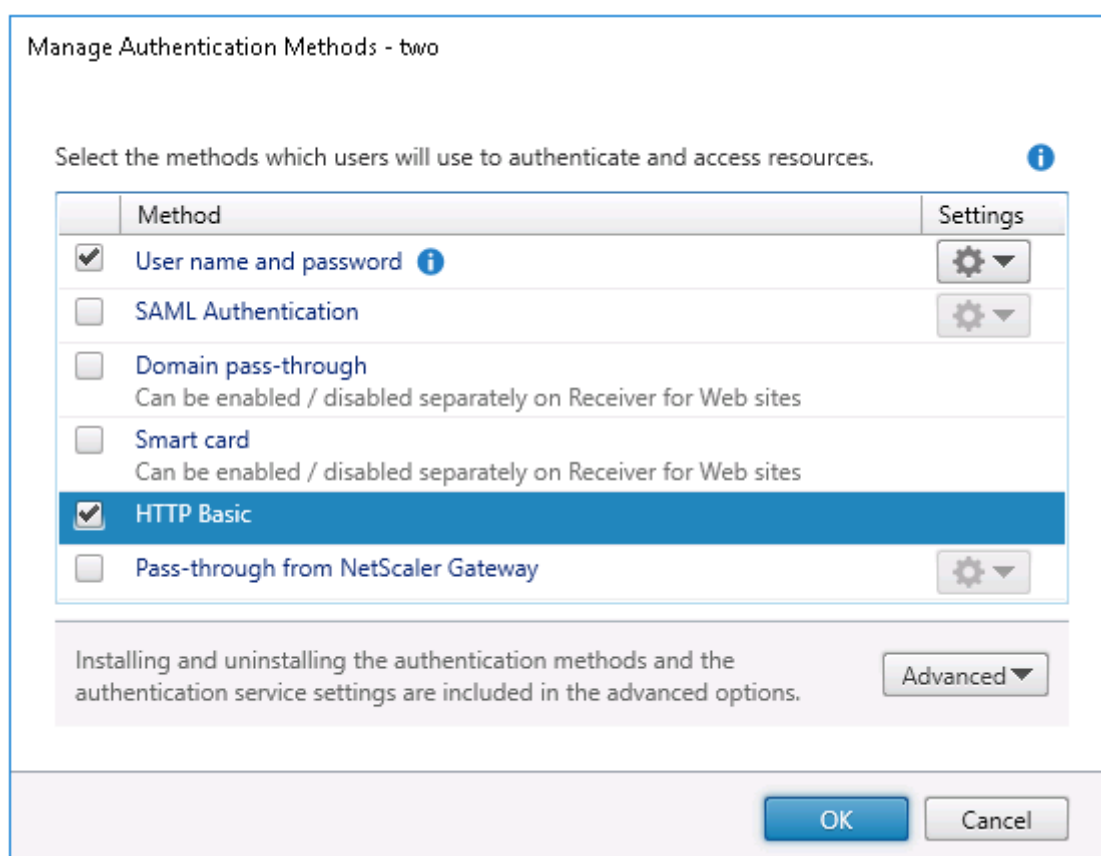 Manage Authentication Methods - two
Select the methods which users will use to authenticate and access resources.
Method Settings
User name and password
SAML Authentication
Domain pass-through
Can be enabled / disabled separately on Receiver for Web sites
Smart card
Can be enabled / disabled separately on Receiver for Web sites
HTTP Basic
Pass-through from NetScaler Gateway
Installing and uninstalling the authentication methods and the
authentication service settings are included in the advanced options.
Advanced
OK Cancel